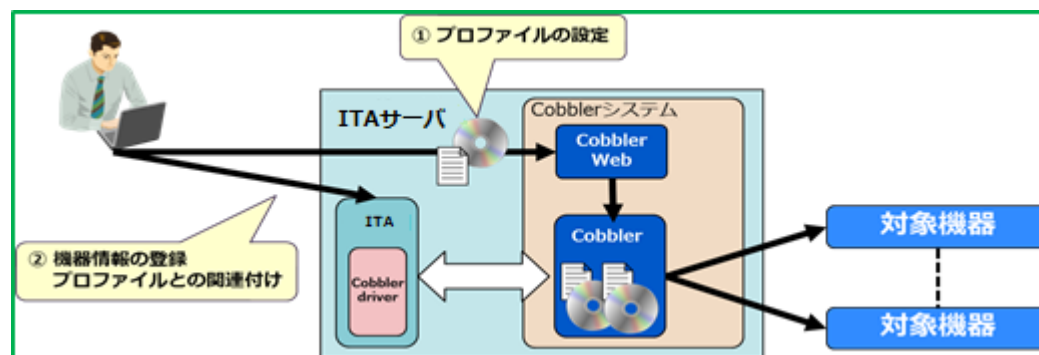 ① プロファイルの設定
ITAサーバ
Cobblerシステム
Cobbler
Web
ITA
Cobbler
driver
Cobbler
対象機器
対象機器
② 機器情報の登録
プロファイルとの関連付け